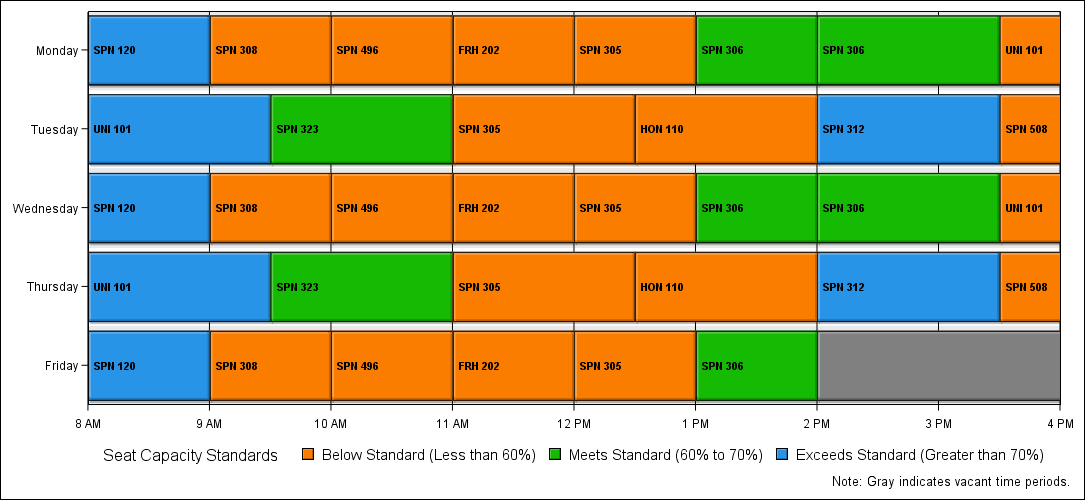 Monday SPN 120 SPN 308 SPN 496 FRH 202 SPN 305 SPN 306 SPN 306 UNI 101
Tuesday UNI 101 SPN 323 SPN 305 HON 110 SPN 312 SPN 508
Wednesday SPN 120 SPN 308 SPN 496 FRH 202 SPN 305 SPN 306 SPN 306 UNI 101
Thursday UNI 101 SPN 323 SPN 305 HON 110 SPN 312 SPN 508
Friday SPN 120 SPN 308 SPN 496 FRH 202 SPN 305 SPN 306
8 AM 9 AM 10 AM 11 AM 12 PM 1 PM 2 PM 3 PM 4 PM
Seat Capacity Standards Below Standard (Less than 60%) Meets Standard (60% to 70%) Exceeds Standard (Greater than 70%)
Note: Gray indicates vacant time periods.